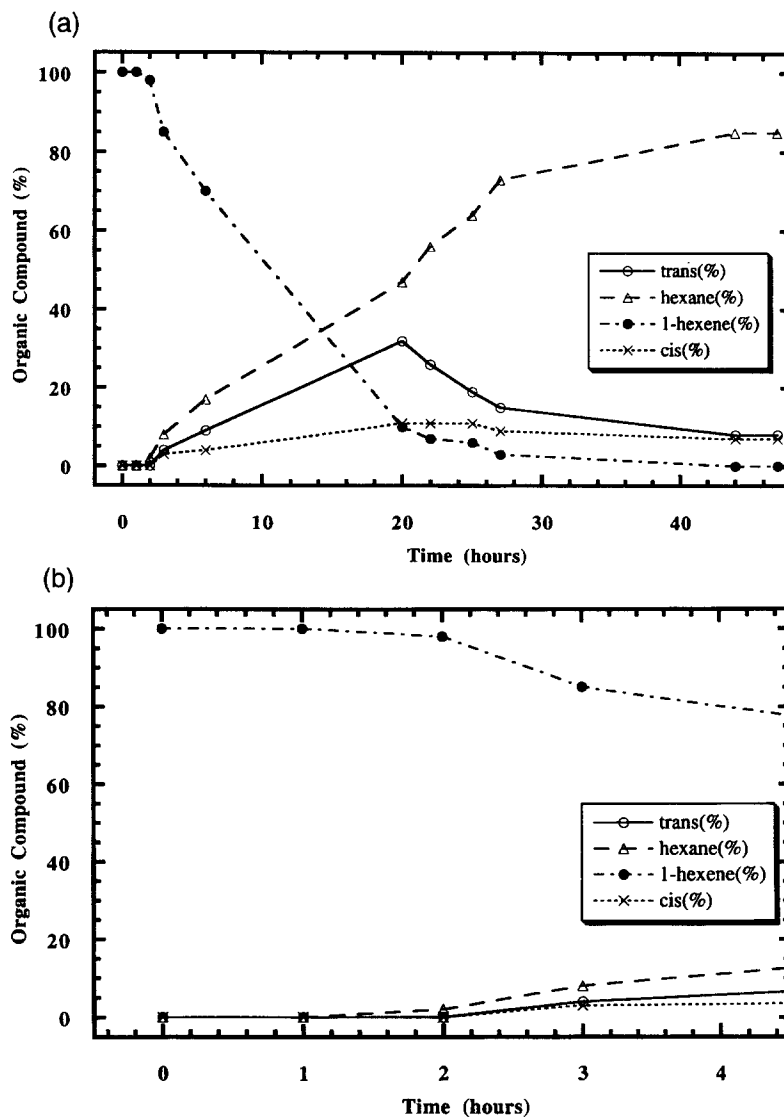 (a)
100
80
60
40
20
0
Organic Compound (%)
trans(%)
hexane(%)
1-hexene(%)
cis(%)
0 10 20 30 40
Time (hours)
(b)
100
80
60
40
20
0
Organic Compound (%)
trans(%)
hexane(%)
1-hexene(%)
cis(%)
0 1 2 3 4
Time (hours)